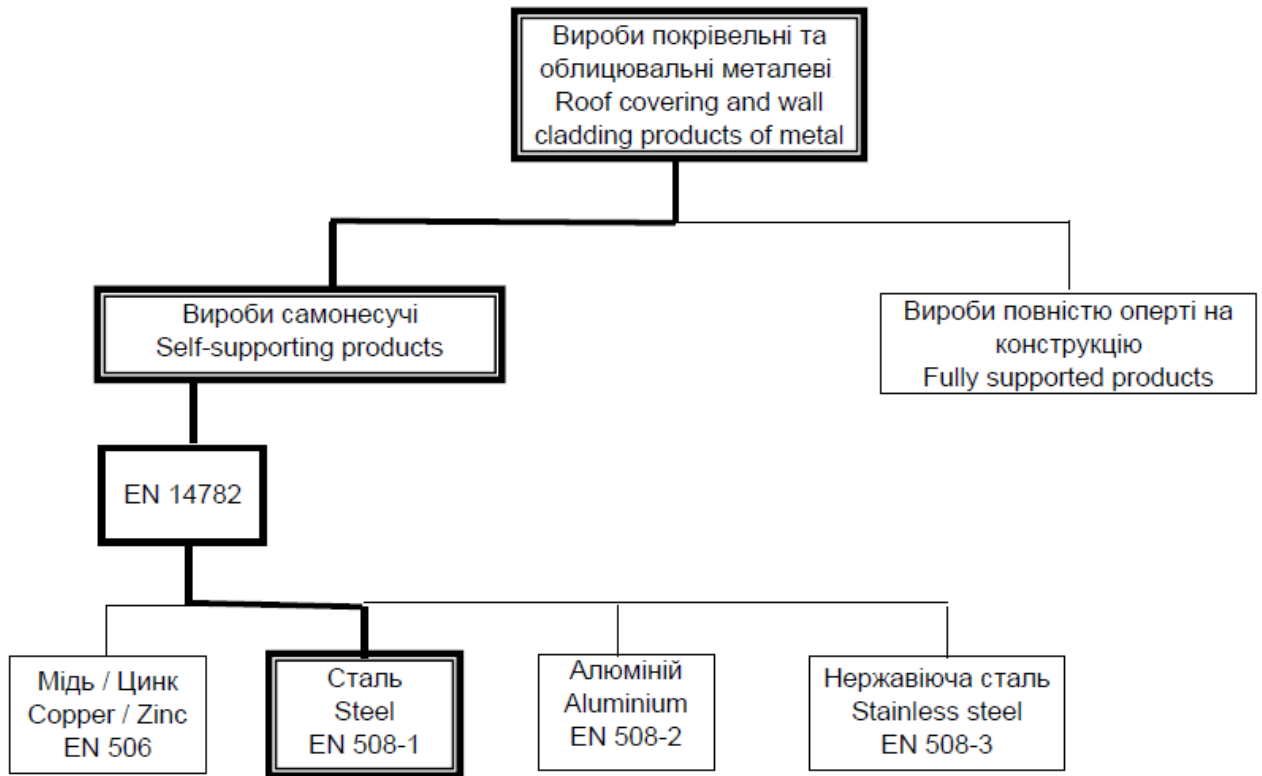 Вироби покрівельні та
облицювальні металеві
Roof covering and wall
cladding products of metal
Вироби самонесучі
Self-supporting products
Вироби повністю оперті на
конструкцію
Fully supported products
EN 14782
Мідь / Цинк
Copper / Zinc
EN 506
Сталь
Steel
EN 508-1
Алюміній
Aluminium
EN 508-2
Нержавіюча сталь
Stainless steel
EN 508-3